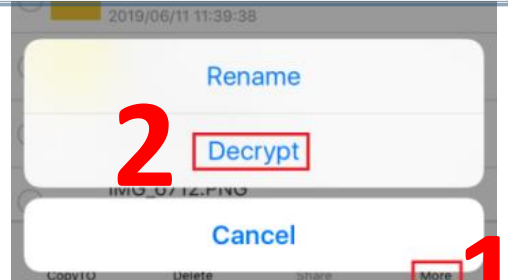 2019/06/11 11:39:38
Rename
2
Decrypt
IMG_6712.PNG
Cancel
CopyTO Delete Share More
1